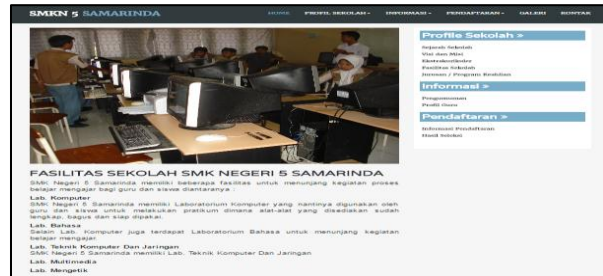 SMKN 5 SAMARINDA
HOME PROFIL SEKOLAH INFORMASI PENDAFTARAN GALERI KONTAK
Profile Sekolah »
Sejarah Sekolah
Visi dan Misi
Ekstrakurikuler
Fasilitas Sekolah
Jurusan / Program Keahlian
Informasi »
Pengumuman
Profil Guru
Pendaftaran »
Informasi Pendaftaran
Hasil Seleksi
FASILITAS SEKOLAH SMK NEGERI 5 SAMARINDA
SMK Negeri 5 Samarinda memiliki beberapa fasilitas untuk menunjang kegiatan proses
belajar mengajar bagi guru dan siswa diantaranya :
Lab. Komputer
SMK Negeri 5 Samarinda memiliki Laboratorium Komputer yang nantinya digunakan oleh
guru dan siswa untuk melakukan pratikum dimana alat-alat yang disediakan sudah
lengkap, bagus dan siap dipakai.
Lab. Bahasa
Selain Lab. Komputer juga terdapat Laboratorium Bahasa untuk menunjang kegiatan
belajar mengajar.
Lab. Teknik Komputer Dan Jaringan
SMK Negeri 5 Samarinda memiliki Lab. Teknik Komputer Dan Jaringan
Lab. Multimedia
Lab. Mengetik